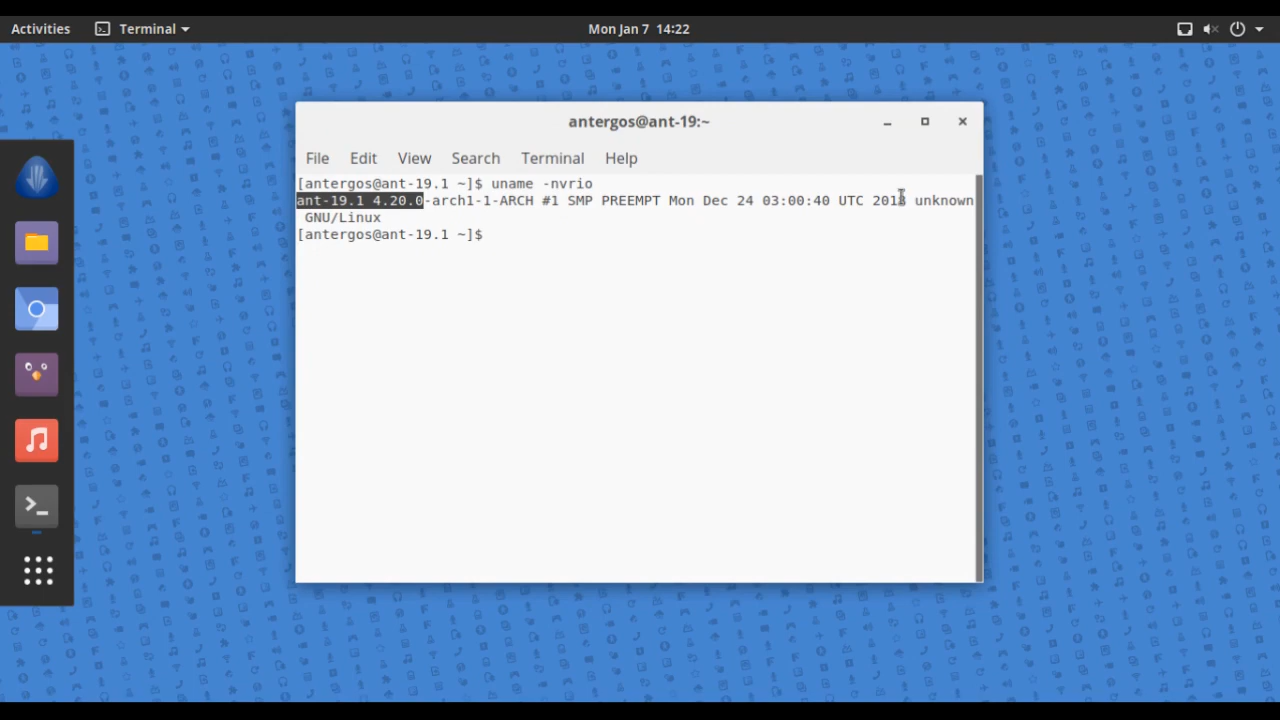 Activities Terminal Mon Jan 7 14:22
antergos@ant-19:~
File Edit View Search Terminal Help
[antergos@ant-19.1 ~]$ uname -nvrio
ant-19.1 4.20.0-arch1-1-ARCH #1 SMP PREEMPT Mon Dec 24 03:00:40 UTC 2018 unknown
GNU/Linux
[antergos@ant-19.1 ~]$